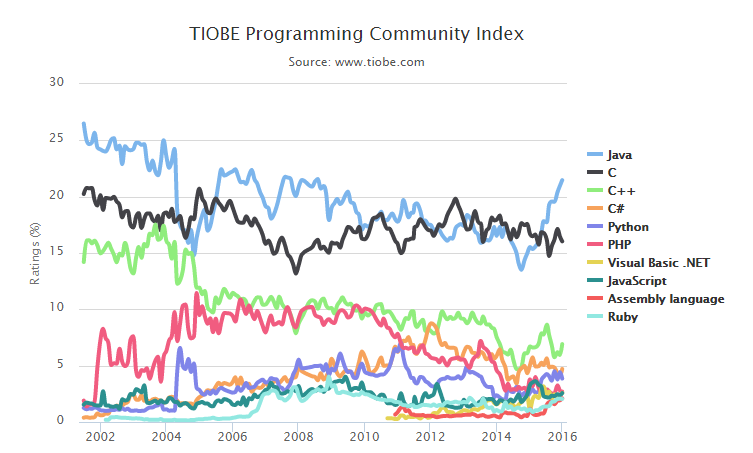 TIOBE Programming Community Index
Source: www.tiobe.com
Ratings (%)
30
25
20
15
10
5
0
2002 2004 2006 2008 2010 2012 2014 2016
Java
C
C++
C#
Python
PHP
Visual Basic .NET
JavaScript
Assembly language
Ruby